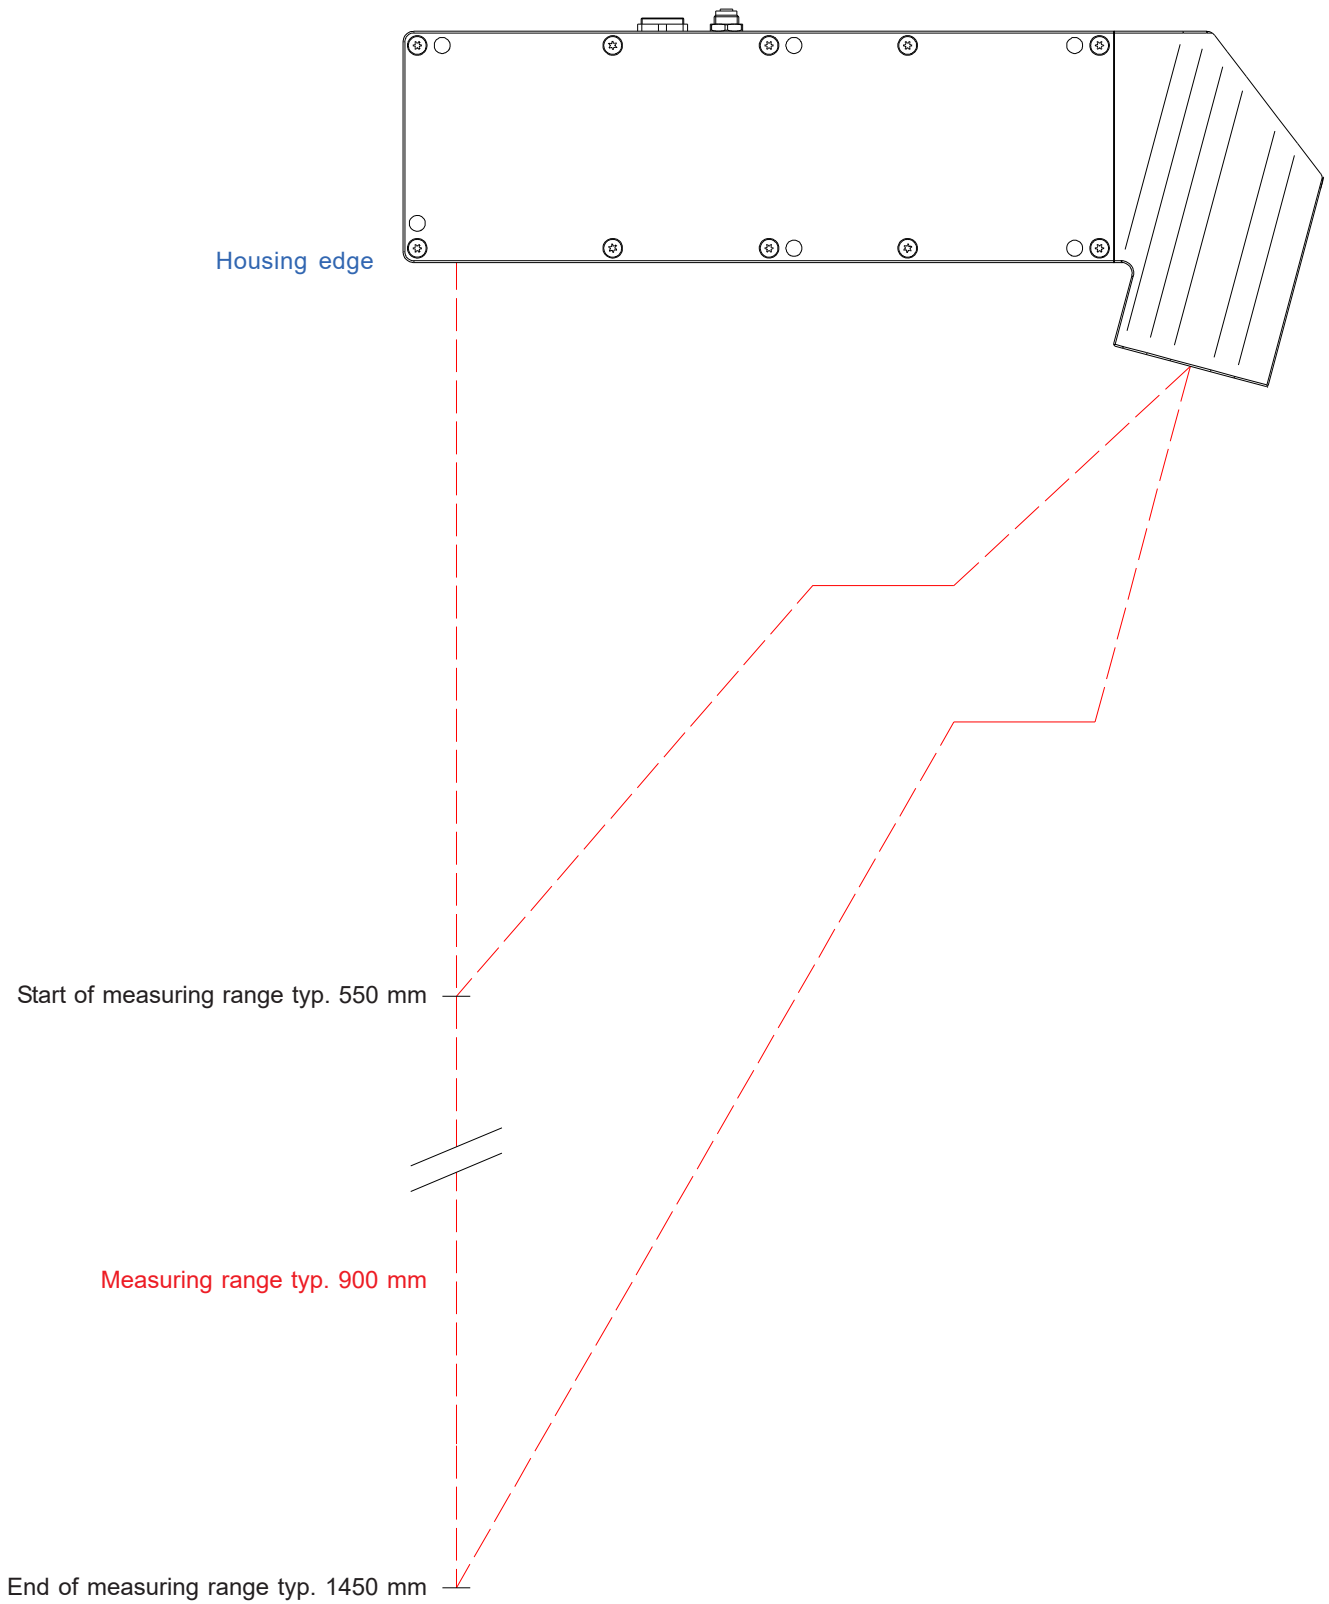 Housing edge
Start of measuring range typ. 550 mm
Measuring range typ. 900 mm
End of measuring range typ. 1450 mm